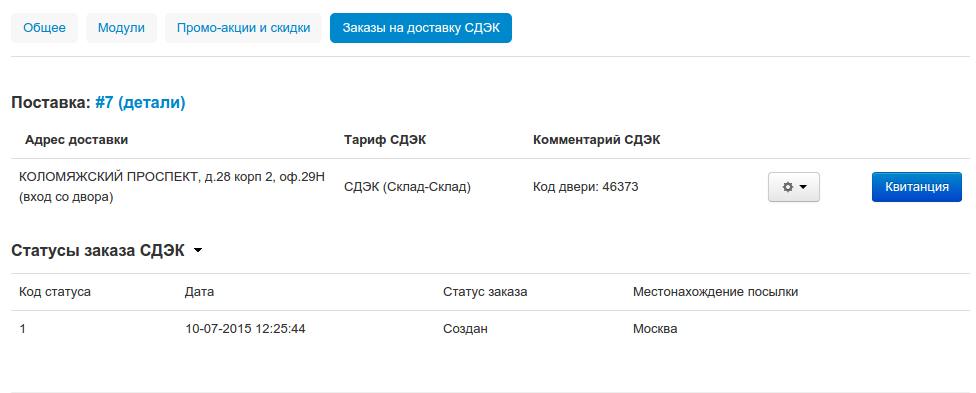 Общее Модули Промо-акции и скидки Заказы на доставку СДЭК
Поставка: #7 (детали)
Адрес доставки Тариф СДЭК Комментарий СДЭК
КОЛОМЯЖСКИЙ ПРОСПЕКТ, д.28 корп 2, оф.29Н
(вход со двора)
СДЭК (Склад-Склад) Код двери: 46373 Квитанция
Статусы заказа СДЭК
Код статуса Дата Статус заказа Местонахождение посылки
1 10-07-2015 12:25:44 Создан Москва